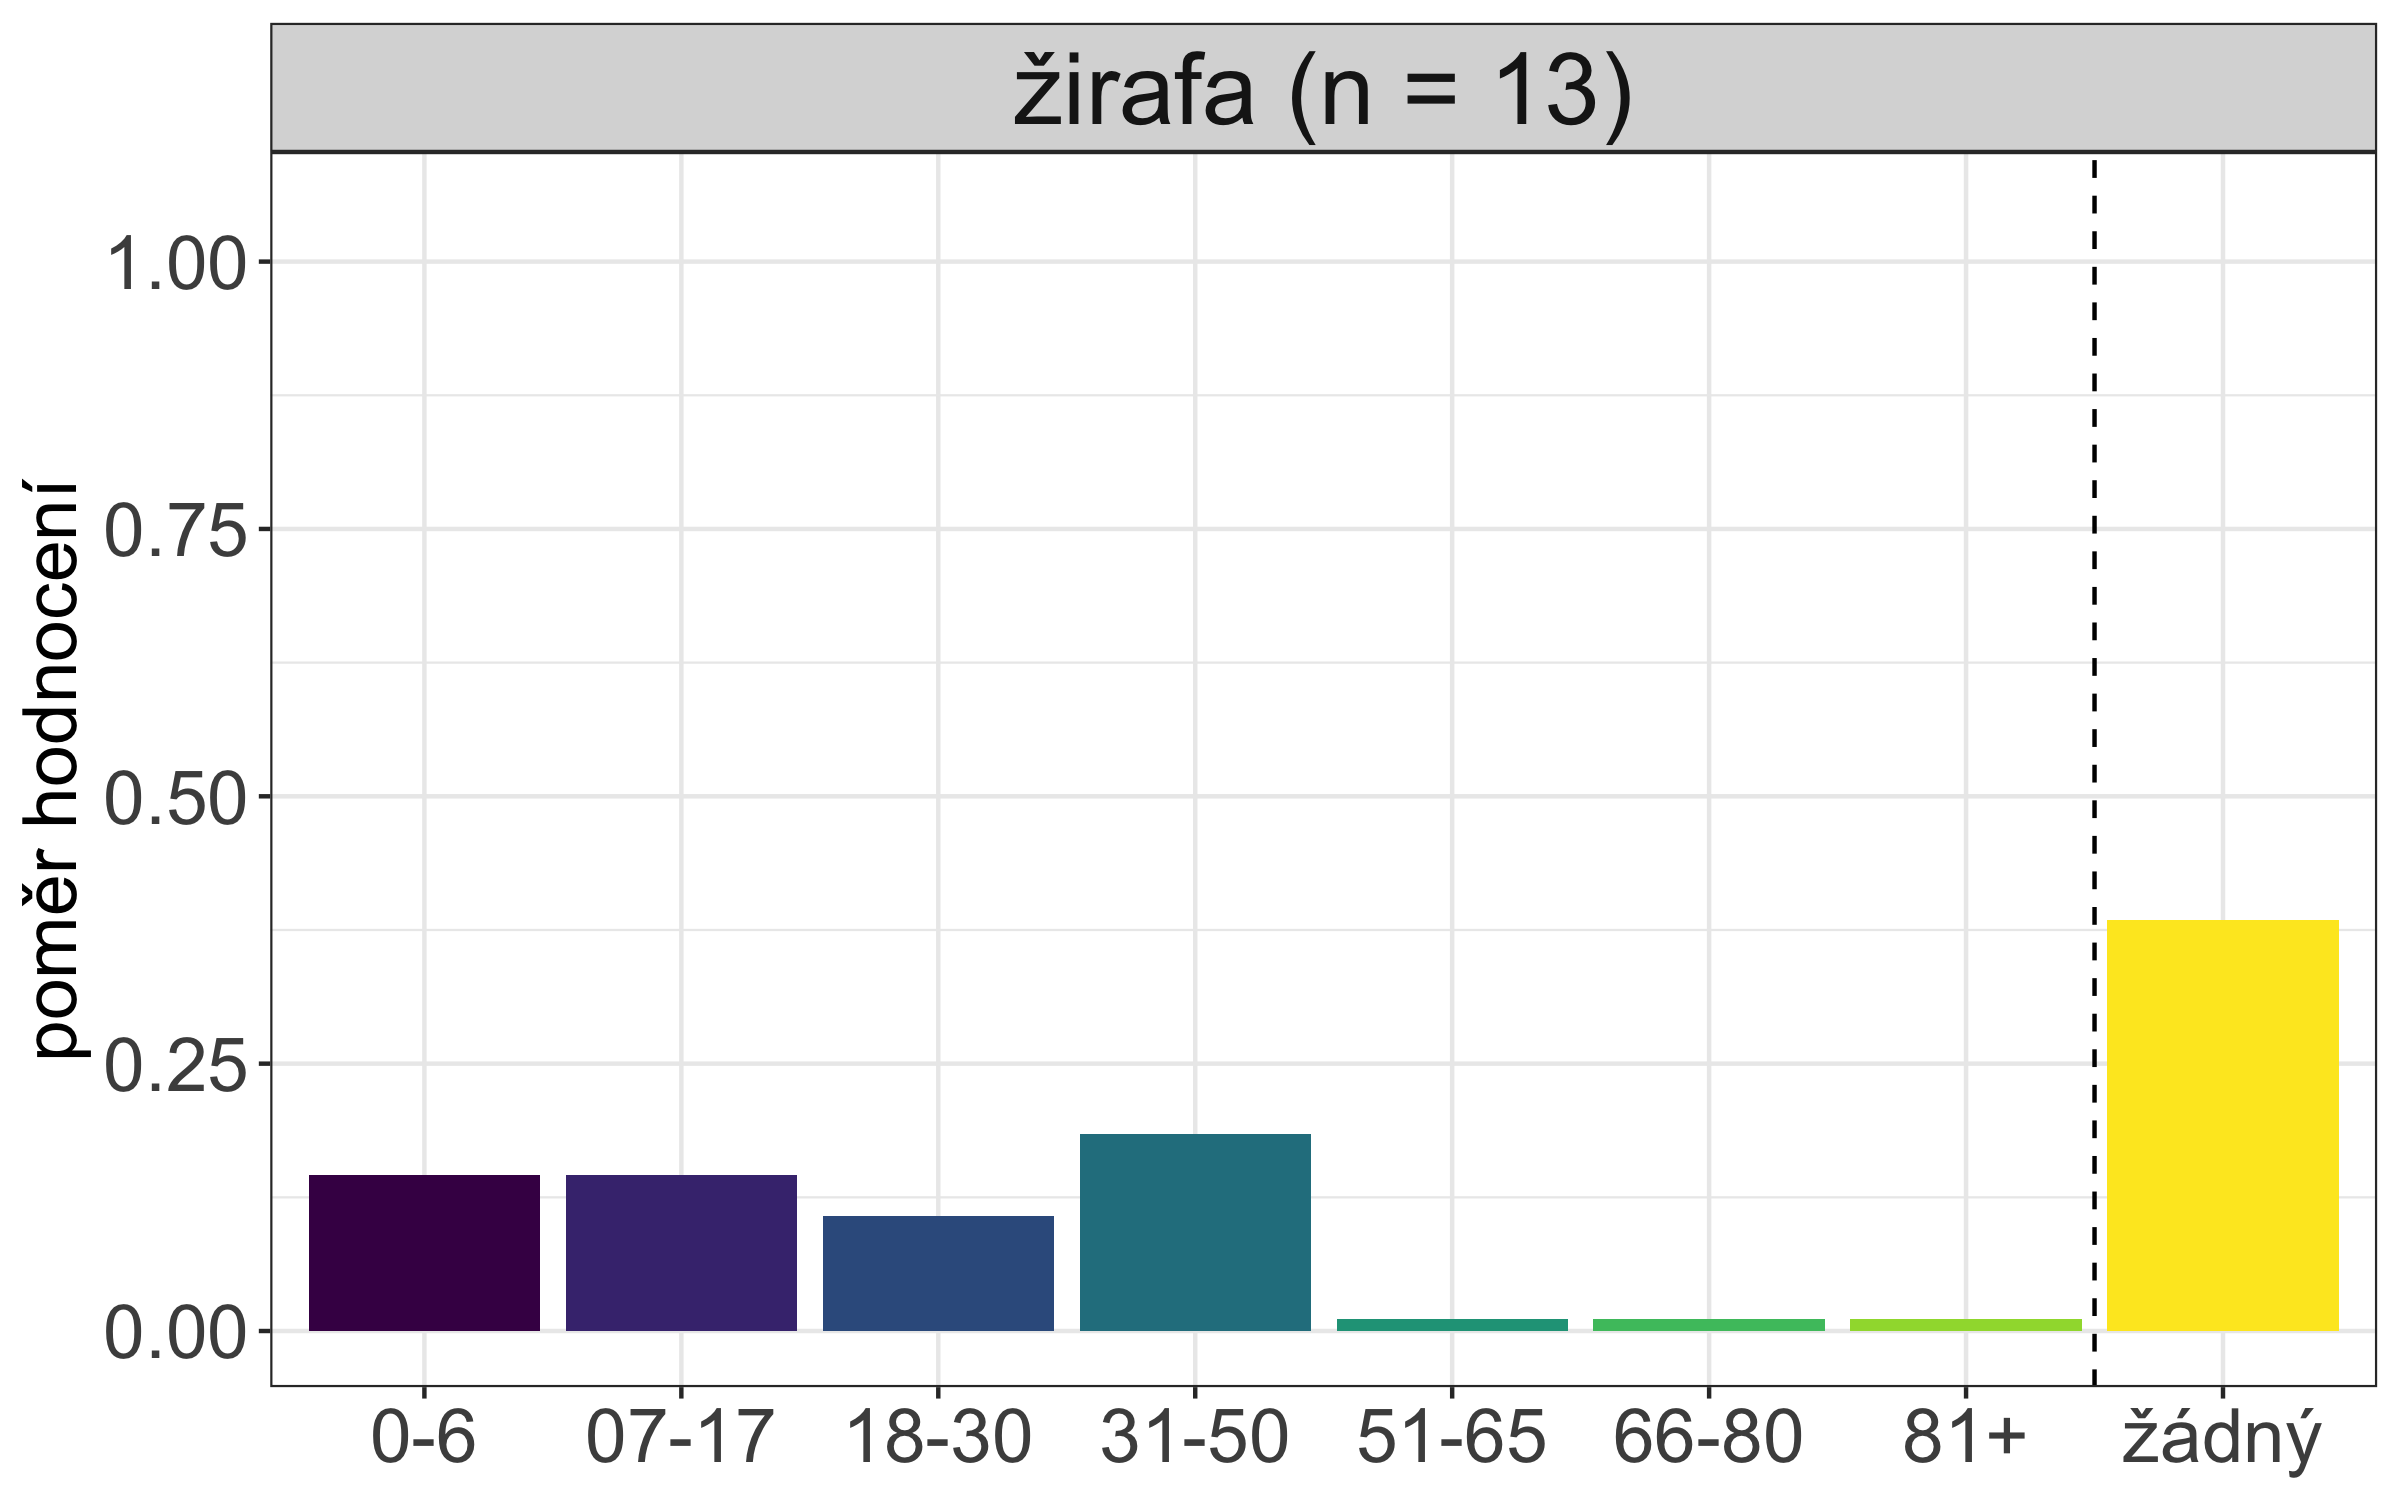 žirafa (n = 13)
poměr hodnocení
1.00
0.75
0.50
0.25
0.00
0-6 07-17 18-30 31-50 51-65 66-80 81+ žádný